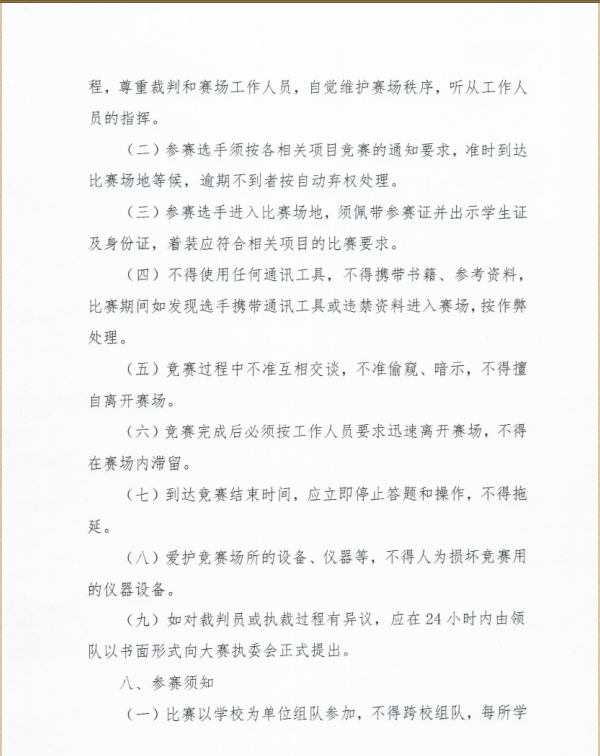 程，尊重裁判和赛场工作人员，自觉维护赛场秩序，听从工作人
员的指挥。
（二）参赛选手须按各相关项目竞赛的通知要求，准时到达
比赛场地等候，逾期不到者按自动弃权处理。
（三）参赛选手进入比赛场地，须佩带参赛证并出示学生证
及身份证，着装应符合相关项目的比赛要求。
（四）不得使用任何通讯工具，不得携带书籍、参考资料，
比赛期间如发现选手携带通讯工具或违禁资料进入赛场，按作弊
处理。
（五）竞赛过程中不准互相交谈，不准偷窥、暗示，不得擅
自离开赛场。
（六）竞赛完成后必须按工作人员要求迅速离开赛场，不得
在赛场内滞留。
（七）到达竞赛结束时间，应立即停止答题和操作，不得拖
延。
（八）爱护竞赛场所的设备、仪器等，不得人为损坏竞赛用
的仪器设备。
（九）如对裁判员或执裁过程有异议，应在 24 小时内由领
队以书面形式向大赛执委会正式提出。
八、参赛须知
（一）比赛以学校为单位组队参加，不得跨校组队，每所学